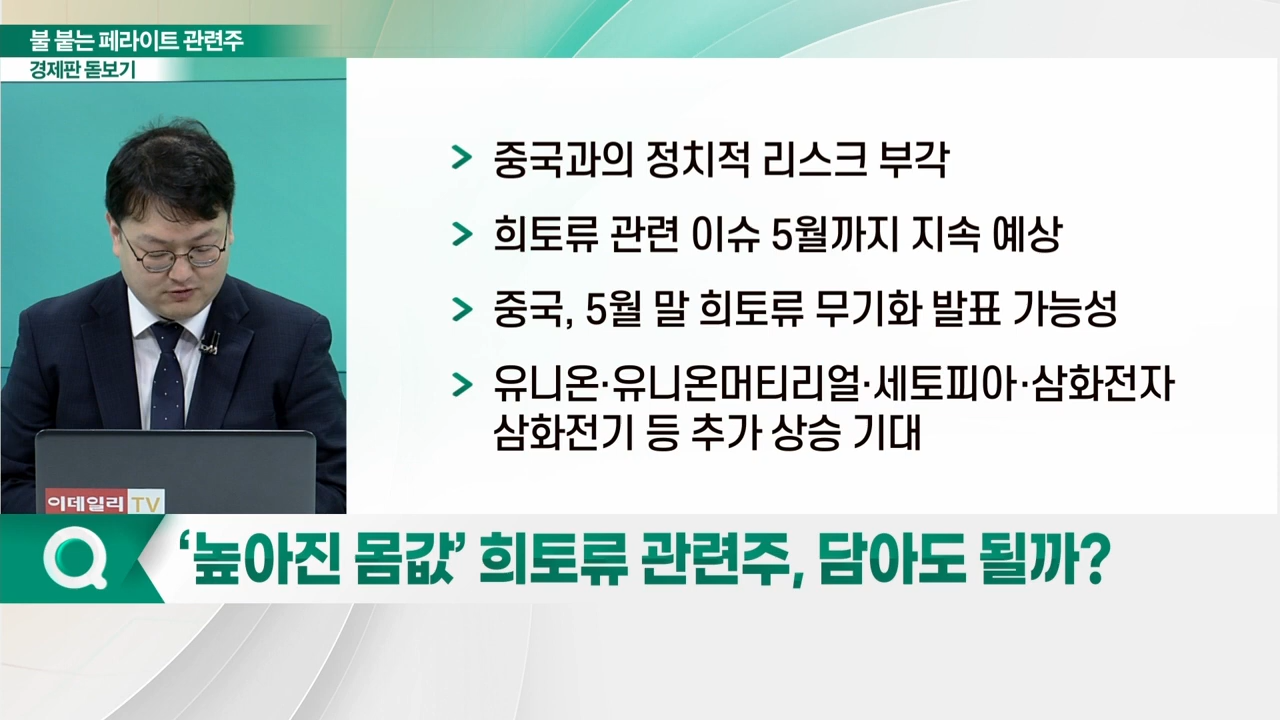 불 붙는 페라이트 관련주
경제판 돋보기
> 중국과의 정치적 리스크 부각
> 희토류 관련 이슈 5월까지 지속 예상
> 중국, 5월 말 희토류 무기화 발표 가능성
> 유니온·유니온머티리얼·세토피아·삼화전자
삼화전기 등 추가 상승 기대
이데일리TV
Q ‘높아진 몸값’ 희토류 관련주, 담아도 될까?